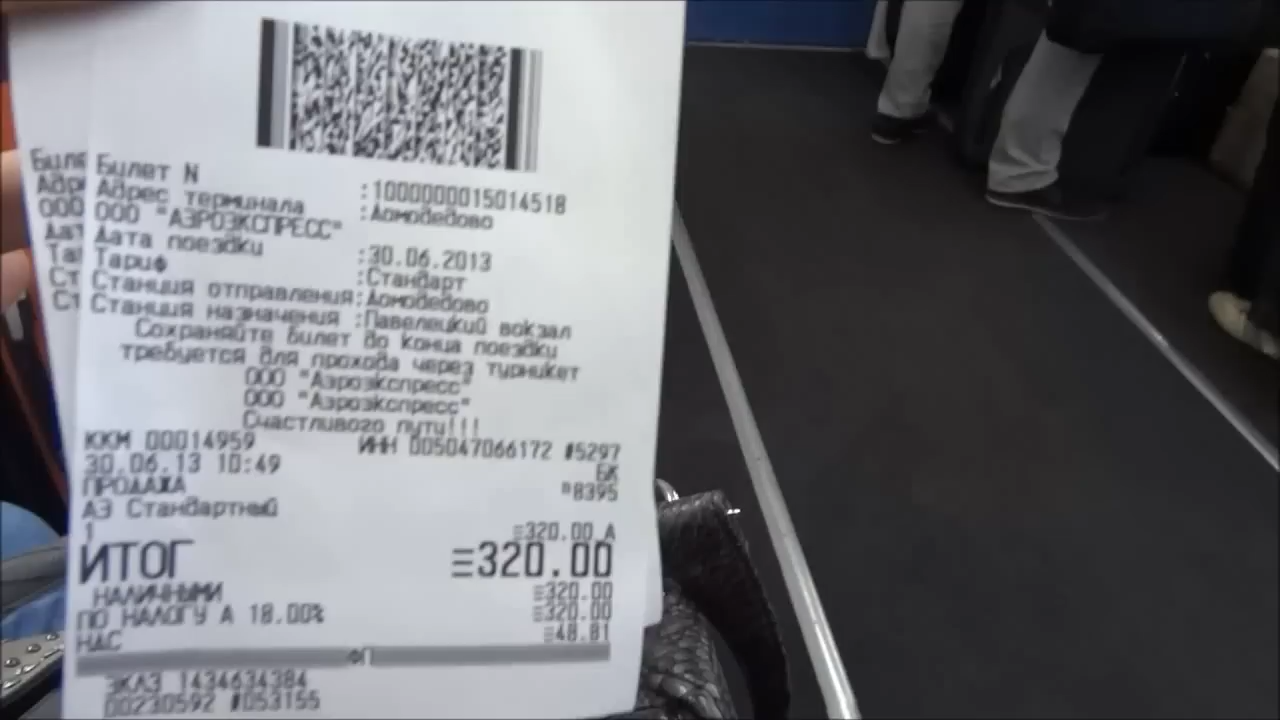 Билет N :1000000015014518
Адрес терминала :Домодедово
ООО "АЭРОЭКСПРЕСС"
Дата поездки :30.06.2013
Тариф :Стандарт
Станция отправления:Домодедово
Станция назначения :Павелецкий вокзал
Сохраняйте билет до конца поездки
требуется для прохода через турникет
ООО "Аэроэкспресс"
ООО "Аэроэкспресс"
Счастливого пути!!!
ККМ 00014959 ИНН 005047066172 #5297
30.06.13 10:49 БК
ПРОДАЖА №8395
АЭ Стандартный
1 ≡320.00 А
ИТОГ ≡320.00
НАЛИЧНЫМИ ≡320.00
ПО НАЛОГУ А 18.00% ≡320.00
НДС ≡48.81
ЭКЛЗ 1434634384
00230592 #053155